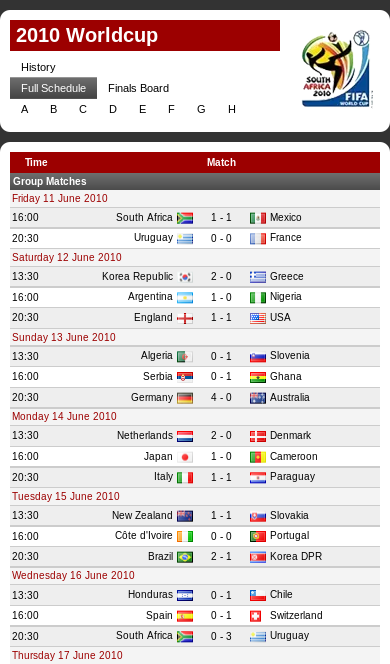 2010 Worldcup
History
Full Schedule Finals Board
A B C D E F G H
SOUTH AFRICA 2010
FIFA
WORLD CUP
Time Match
Group Matches
Friday 11 June 2010
16:00 South Africa 1 - 1 Mexico
20:30 Uruguay 0 - 0 France
Saturday 12 June 2010
13:30 Korea Republic 2 - 0 Greece
16:00 Argentina 1 - 0 Nigeria
20:30 England 1 - 1 USA
Sunday 13 June 2010
13:30 Algeria 0 - 1 Slovenia
16:00 Serbia 0 - 1 Ghana
20:30 Germany 4 - 0 Australia
Monday 14 June 2010
13:30 Netherlands 2 - 0 Denmark
16:00 Japan 1 - 0 Cameroon
20:30 Italy 1 - 1 Paraguay
Tuesday 15 June 2010
13:30 New Zealand 1 - 1 Slovakia
16:00 Côte d'Ivoire 0 - 0 Portugal
20:30 Brazil 2 - 1 Korea DPR
Wednesday 16 June 2010
13:30 Honduras 0 - 1 Chile
16:00 Spain 0 - 1 Switzerland
20:30 South Africa 0 - 3 Uruguay
Thursday 17 June 2010